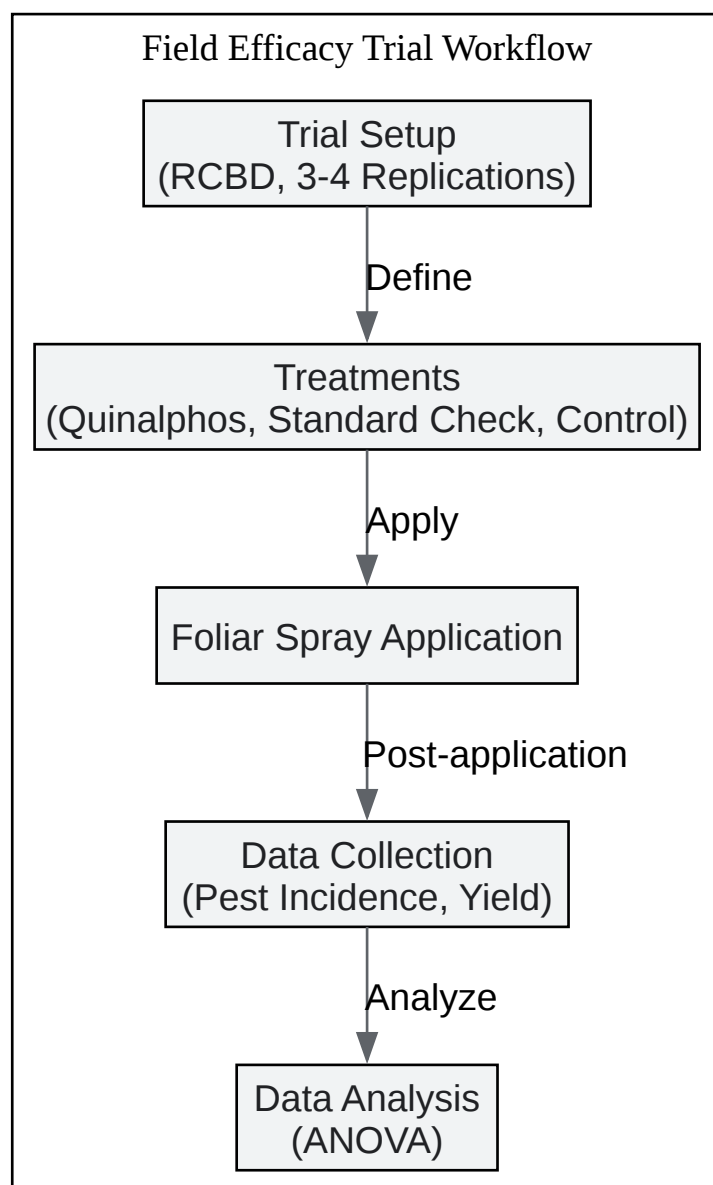 Field Efficacy Trial Workflow
Trial Setup
(RCBD, 3-4 Replications)
Define
Treatments
(Quinalphos, Standard Check, Control)
Apply
Foliar Spray Application
Post-application
Data Collection
(Pest Incidence, Yield)
Analyze
Data Analysis
(ANOVA)